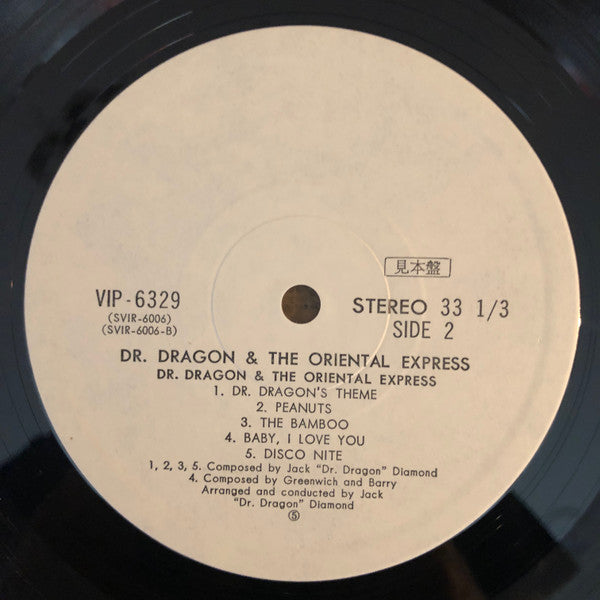 見本盤
VIP-6329
(SVIR-6006)
(SVIR-6006-B)
STEREO 33 1/3
SIDE 2
DR. DRAGON & THE ORIENTAL EXPRESS
DR. DRAGON & THE ORIENTAL EXPRESS
1. DR. DRAGON'S THEME
2. PEANUTS
3. THE BAMBOO
4. BABY, I LOVE YOU
5. DISCO NITE
1, 2, 3, 5. Composed by Jack "Dr. Dragon" Diamond
4. Composed by Greenwich and Barry
Arranged and conducted by Jack
"Dr. Dragon" Diamond
⑤